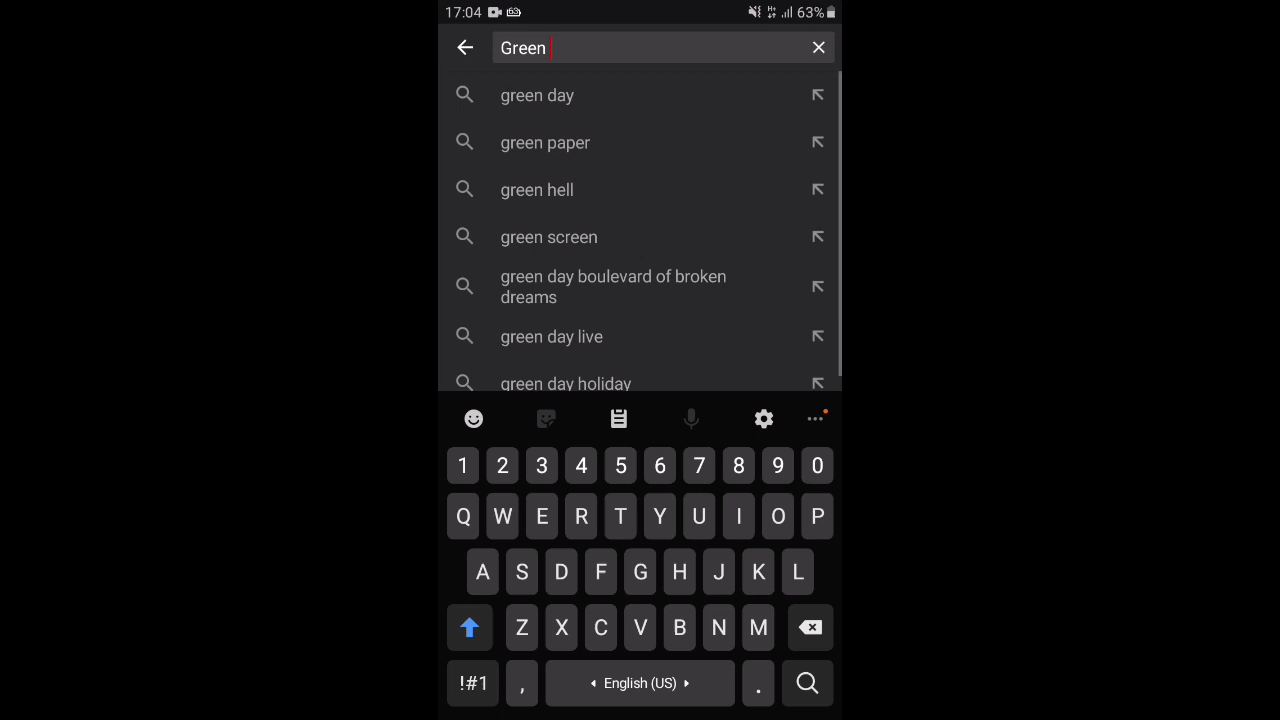 17:04 63 63%
Green
green day
green paper
green hell
green screen
green day boulevard of broken
dreams
green day live
green day holiday
1 2 3 4 5 6 7 8 9 0
Q W E R T Y U I O P
A S D F G H J K L
Z X C V B N M
!#1 , English (US) .